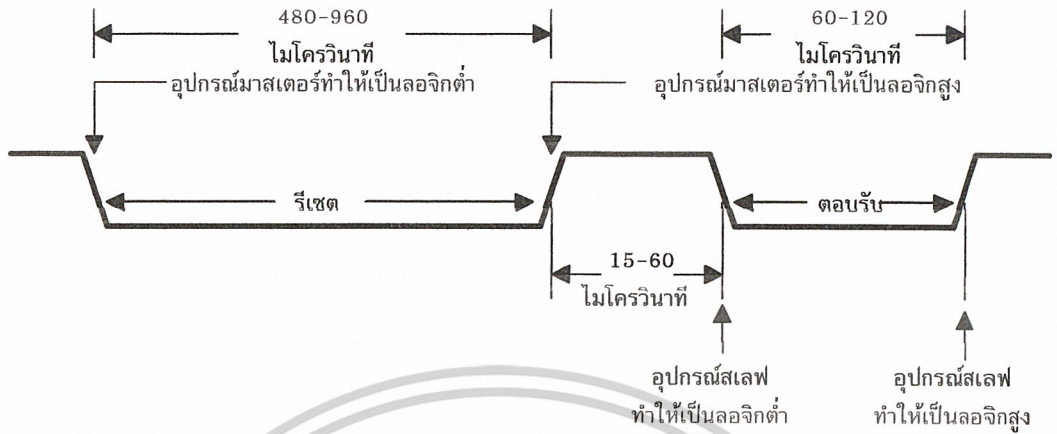 480-960
ไมโครวินาที
อุปกรณ์มาสเตอร์ทำให้เป็นลอจิกต่ำ
60-120
ไมโครวินาที
อุปกรณ์มาสเตอร์ทำให้เป็นลอจิกสูง
รีเซต
ตอบรับ
15-60
ไมโครวินาที
อุปกรณ์สเลฟ
ทำให้เป็นลอจิกต่ำ
อุปกรณ์สเลฟ
ทำให้เป็นลอจิกสูง